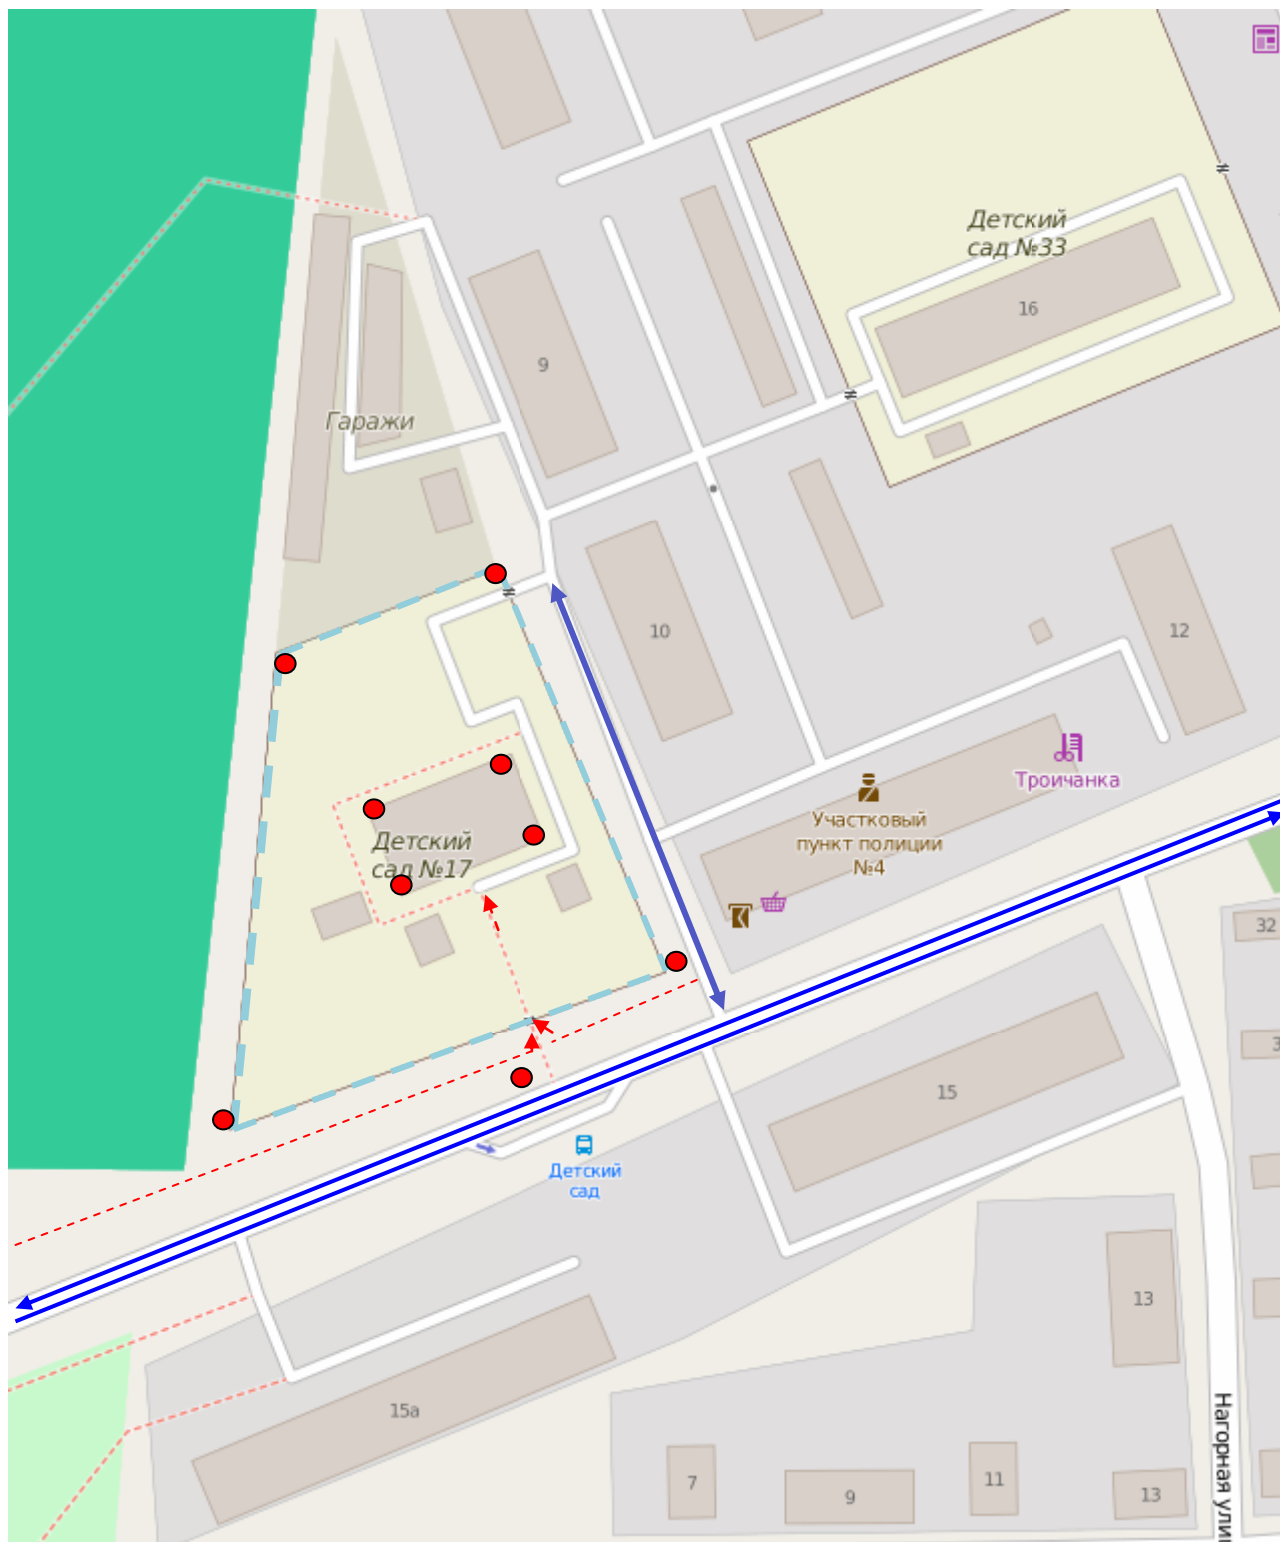 Детский
сад №33
16
9
Гаражи
10
12
Троичанка
Участковый
пункт полиции
№4
Детский
сад №17
32
3
15
Детский
сад
13
15а
7
9
11
13
Нагорная ули